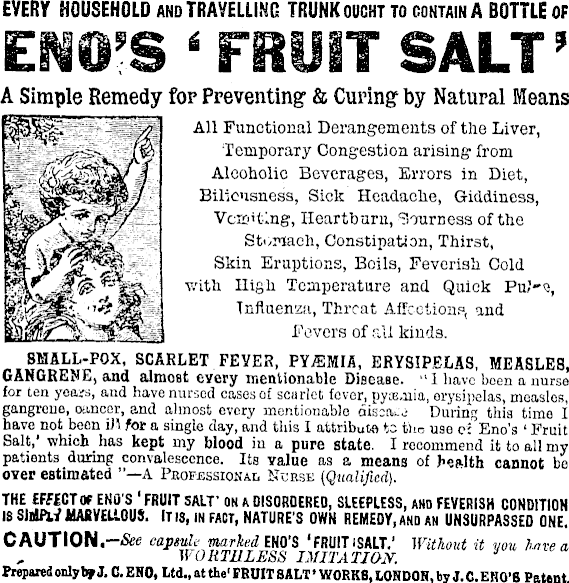 EVERY HOUSEHOLD AND TRAVELLING TRUNK OUGHT TO CONTAIN A BOTTLE OF
ENO'S 'FRUIT SALT'
A Simple Remedy for Preventing & Curing by Natural Means
All Functional Derangements of the Liver,
Temporary Congestion arising from
Alcoholic Beverages, Errors in Diet,
Biliousness, Sick Headache, Giddiness,
Vomiting, Heartburn, Sourness of the
Stomach, Constipation, Thirst,
Skin Eruptions, Boils, Feverish Cold
with High Temperature and Quick Pulse,
Influenza, Throat Affections, and
Fevers of all kinds.
SMALL-POX, SCARLET FEVER, PYÆMIA, ERYSIPELAS, MEASLES,
GANGRENE, and almost every mentionable Disease. "I have been a nurse
for ten years, and have nursed cases of scarlet fever, pyæmia, erysipelas, measles,
gangrene, cancer, and almost every mentionable disease During this time I
have not been ill for a single day, and this I attribute to the use of Eno's 'Fruit
Salt,' which has kept my blood in a pure state. I recommend it to all my
patients during convalescence. Its value as a means of health cannot be
over estimated "—A PROFESSIONAL NURSE (Qualified).
THE EFFECT OF ENO'S 'FRUIT SALT' ON A DISORDERED, SLEEPLESS, AND FEVERISH CONDITION
IS SIMPLY MARVELLOUS. IT IS, IN FACT, NATURE'S OWN REMEDY, AND AN UNSURPASSED ONE.
CAUTION.—See capsule marked ENO'S 'FRUIT SALT.' Without it you have a
WORTHLESS IMITATION.
Prepared only by J. C. ENO, Ltd., at the 'FRUIT SALT' WORKS, LONDON, by J. C. ENO'S Patent